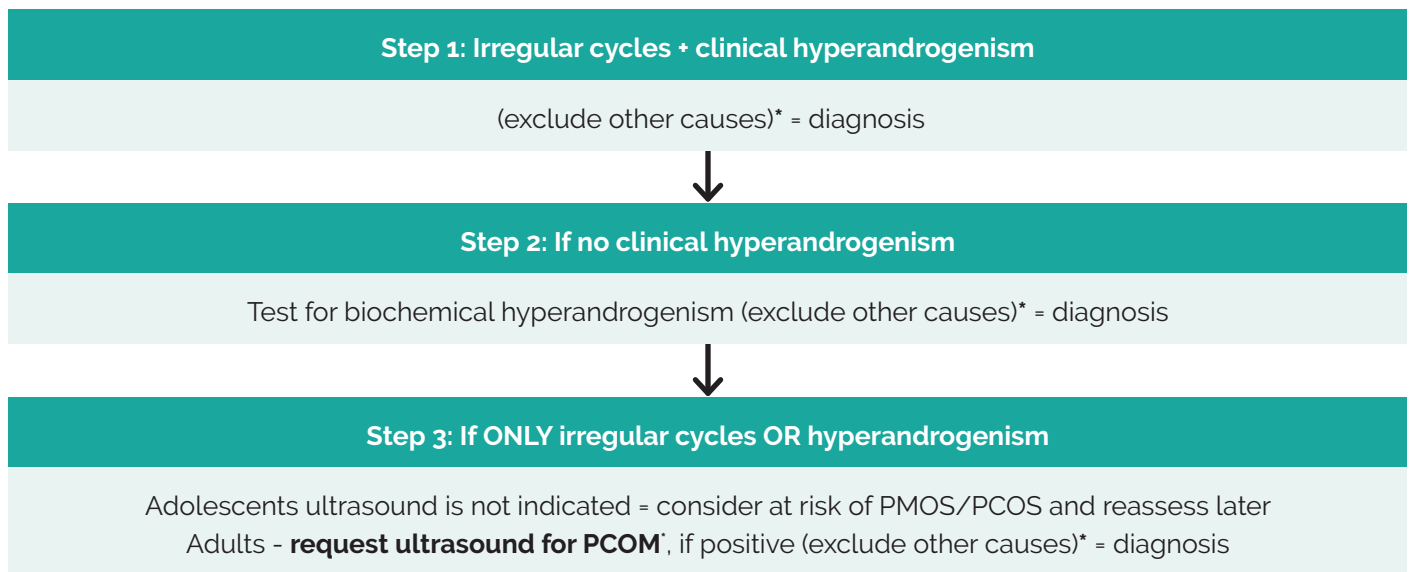 Step 1: Irregular cycles + clinical hyperandrogenism
(exclude other causes)* = diagnosis
Step 2: If no clinical hyperandrogenism
Test for biochemical hyperandrogenism (exclude other causes)* = diagnosis
Step 3: If ONLY irregular cycles OR hyperandrogenism
Adolescents ultrasound is not indicated = consider at risk of PMOS/PCOS and reassess later
Adults - request ultrasound for PCOM*, if positive (exclude other causes)* = diagnosis